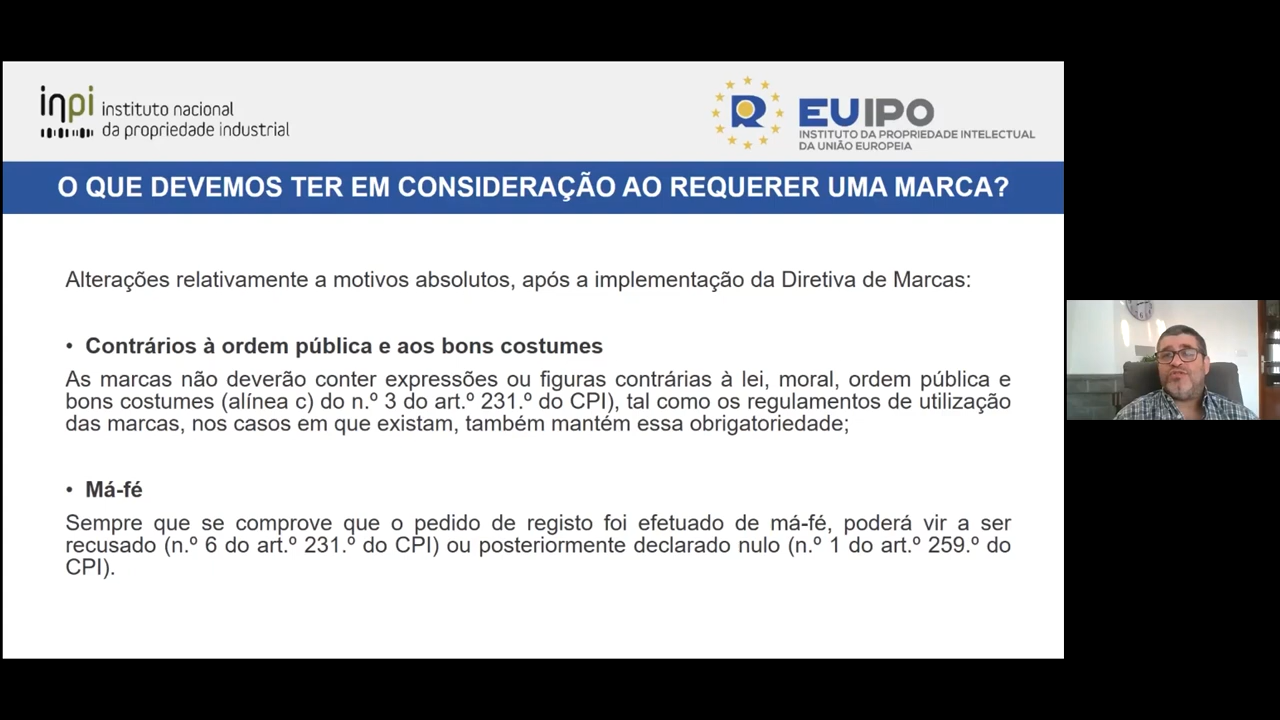 inpi instituto nacional
da propriedade industrial
EUIPO
INSTITUTO DA PROPRIEDADE INTELECTUAL
DA UNIÃO EUROPEIA
O QUE DEVEMOS TER EM CONSIDERAÇÃO AO REQUERER UMA MARCA?
Alterações relativamente a motivos absolutos, após a implementação da Diretiva de Marcas:
• Contrários à ordem pública e aos bons costumes
As marcas não deverão conter expressões ou figuras contrárias à lei, moral, ordem pública e
bons costumes (alínea c) do n.º 3 do art.º 231.º do CPI), tal como os regulamentos de utilização
das marcas, nos casos em que existam, também mantém essa obrigatoriedade;
• Má-fé
Sempre que se comprove que o pedido de registo foi efetuado de má-fé, poderá vir a ser
recusado (n.º 6 do art.º 231.º do CPI) ou posteriormente declarado nulo (n.º 1 do art.º 259.º do
CPI).